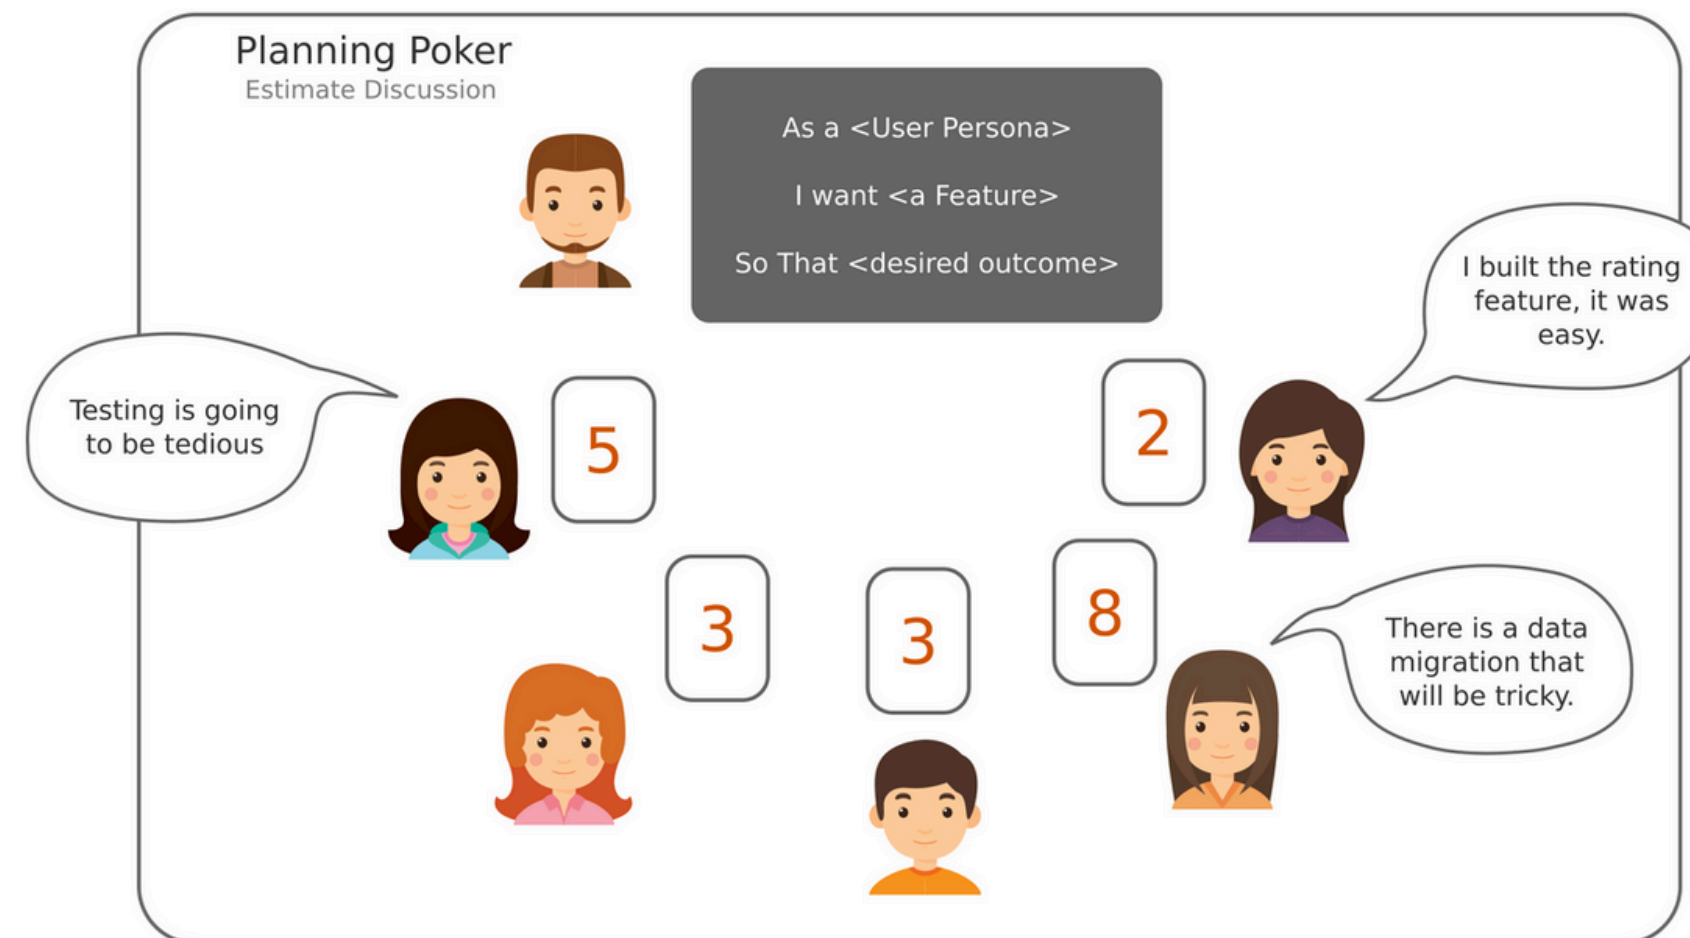 Planning Poker
Estimate Discussion
As a <User Persona>
I want <a Feature>
So That <desired outcome>
I built the rating
feature, it was
easy.
Testing is going
to be tedious
5
2
3
3
8
There is a data
migration that
will be tricky.